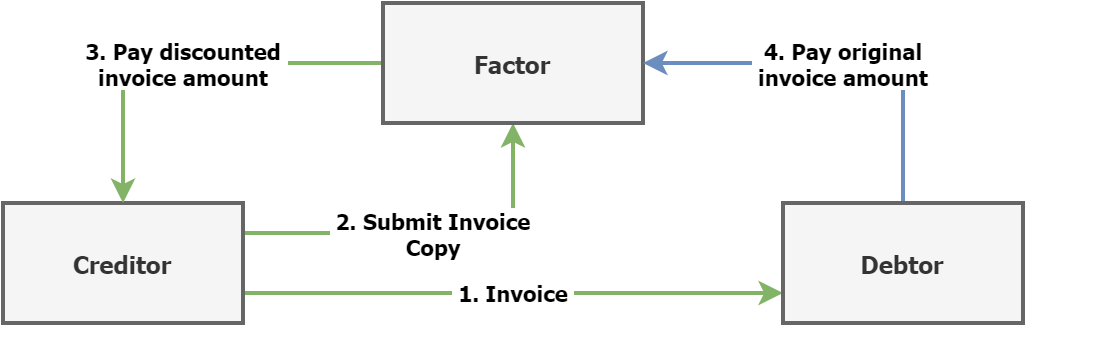 3. Pay discounted
invoice amount
Factor
4. Pay original
invoice amount
2. Submit Invoice
Copy
Creditor
Debtor
1. Invoice